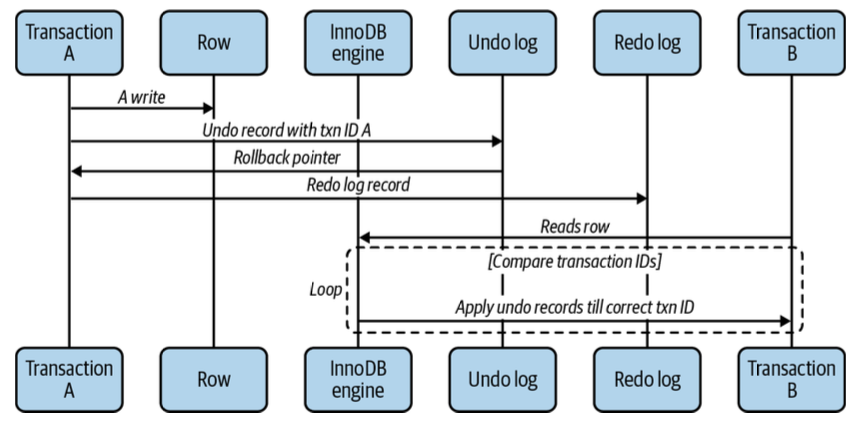 Transaction
A
Row
InnoDB
engine
Undo log
Redo log
Transaction
B
A write
Undo record with txn ID A
Rollback pointer
Redo log record
Reads row
[Compare transaction IDs]
Loop
Apply undo records till correct txn ID
Transaction
A
Row
InnoDB
engine
Undo log
Redo log
Transaction
B